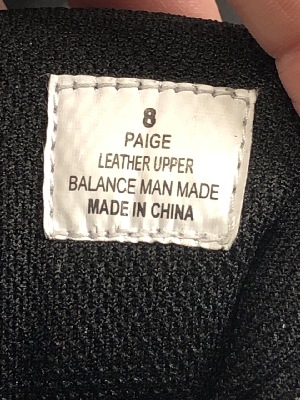 8
PAIGE
LEATHER UPPER
BALANCE MAN MADE
MADE IN CHINA